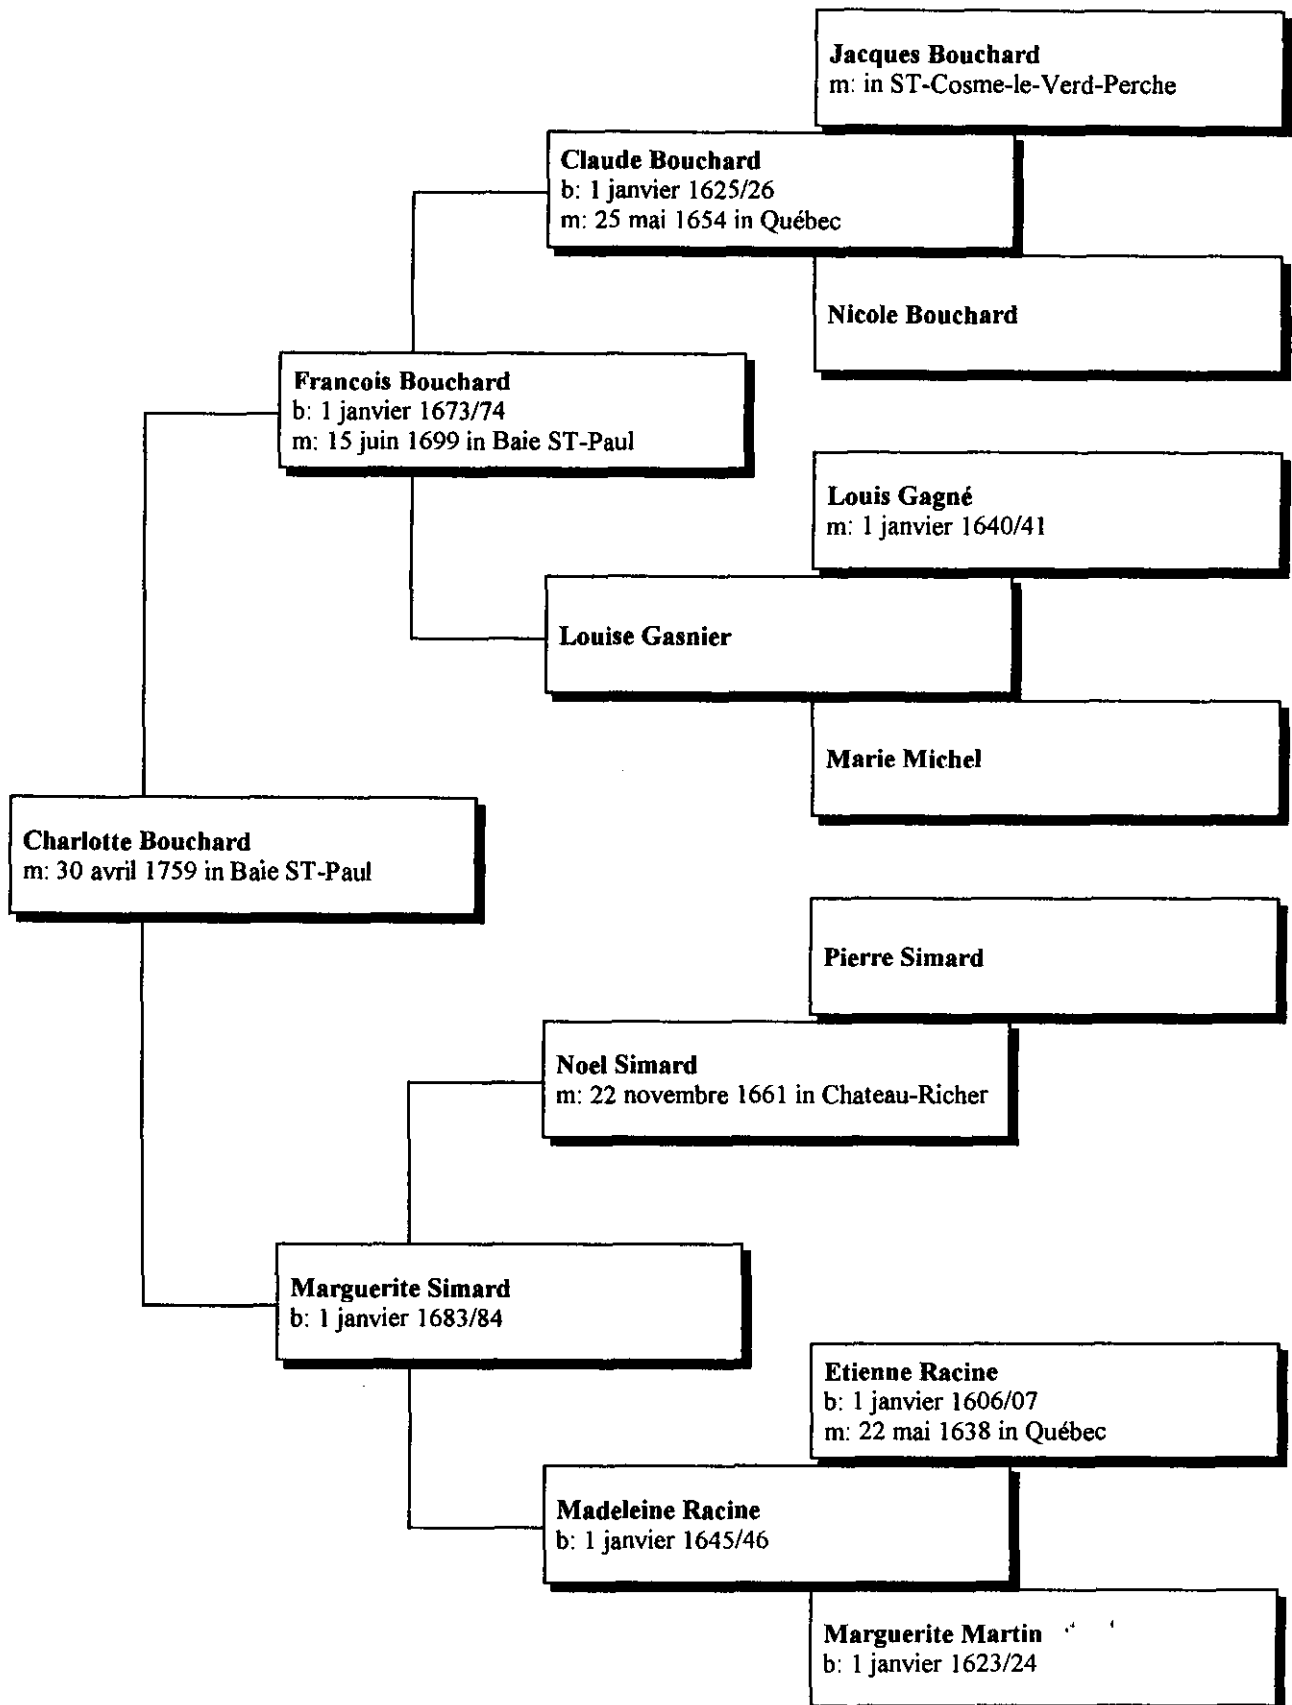 Jacques Bouchard
m: in ST-Cosme-le-Verd-Perche
Claude Bouchard
b: 1 janvier 1625/26
m: 25 mai 1654 in Québec
Nicole Bouchard
Francois Bouchard
b: 1 janvier 1673/74
m: 15 juin 1699 in Baie ST-Paul
Louis Gagné
m: 1 janvier 1640/41
Louise Gasnier
Marie Michel
Charlotte Bouchard
m: 30 avril 1759 in Baie ST-Paul
Pierre Simard
Noel Simard
m: 22 novembre 1661 in Chateau-Richer
Marguerite Simard
b: 1 janvier 1683/84
Etienne Racine
b: 1 janvier 1606/07
m: 22 mai 1638 in Québec
Madeleine Racine
b: 1 janvier 1645/46
Marguerite Martin
b: 1 janvier 1623/24